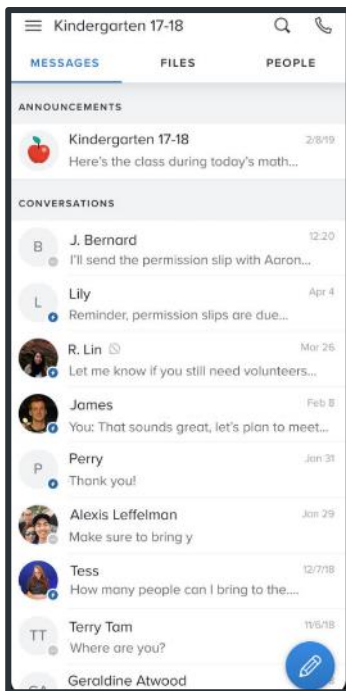 Kindergarten 17-18
MESSAGES FILES PEOPLE
ANNOUNCEMENTS
Kindergarten 17-18 2/8/19
Here's the class during today's math...
CONVERSATIONS
B J. Bernard 12:20
I'll send the permission slip with Aaron...
L Lily Apr 4
Reminder, permission slips are due...
R. Lin Mar 26
Let me know if you still need volunteers...
James Feb 8
You: That sounds great, let's plan to meet...
P Perry Jan 31
Thank you!
Alexis Leffelman Jan 29
Make sure to bring y
Tess 12/7/18
How many people can I bring to the....
TT Terry Tam 11/6/18
Where are you?
GA Geraldine Atwood